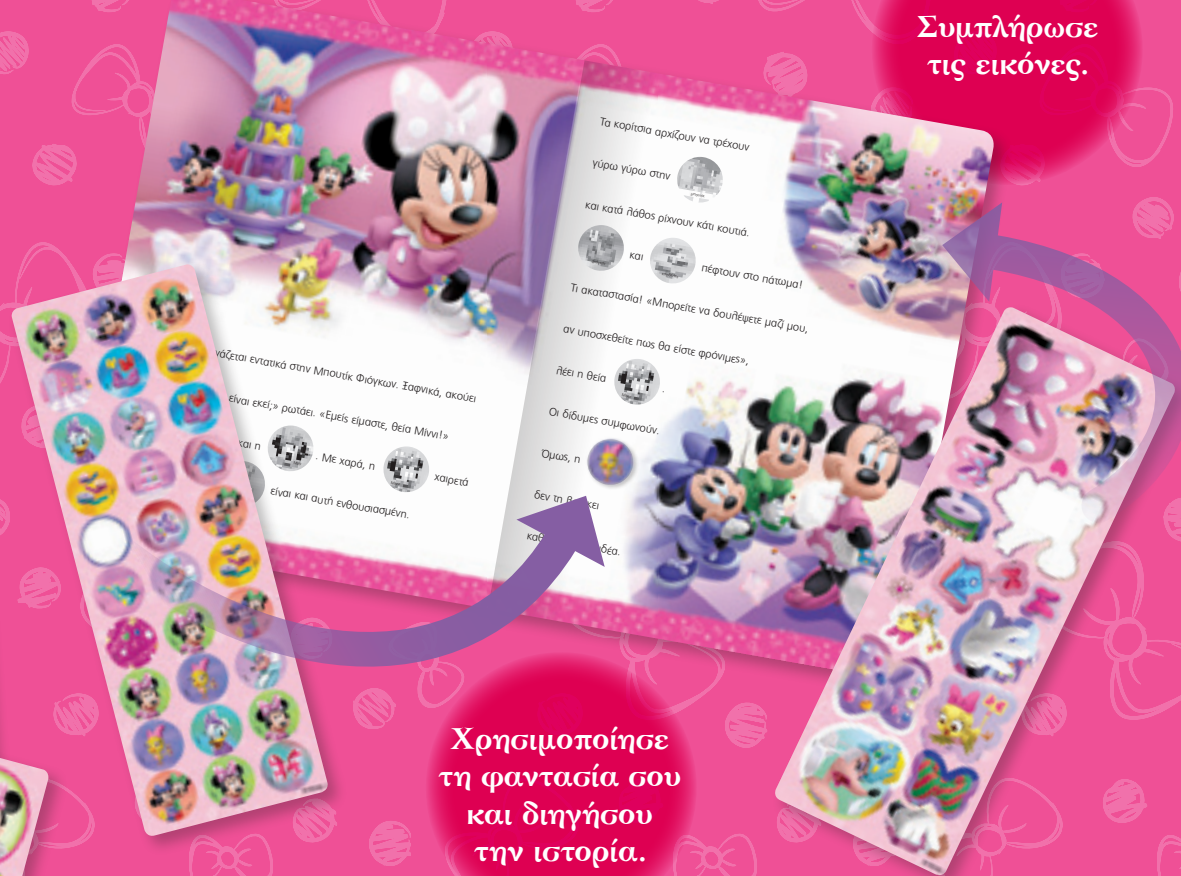 Συμπλήρωσε
τις εικόνες.
Τα κορίτσια αρχίζουν να τρέχουν
γύρω γύρω στην
και κατά λάθος ρίχνουν κάτι κουτιά.
και πέφτουν στο πάτωμα!
Τι ακαταστασία! «Μπορείτε να δουλέψετε μαζί μου,
αν υποσχεθείτε πως θα είστε φρόνιμες»,
λέει η θεία .
Οι δίδυμες συμφωνούν.
Όμως, η
δεν τη
εντατικά στην Μπουτίκ Φιόγκων. Ξαφνικά, ακούει
είναι εκεί;» ρωτάει. «Εμείς είμαστε, θεία Μίννι!»
και η . Με χαρά, η χαιρετά
είναι και αυτή ενθουσιασμένη.
Χρησιμοποίησε
τη φαντασία σου
και διηγήσου
την ιστορία.